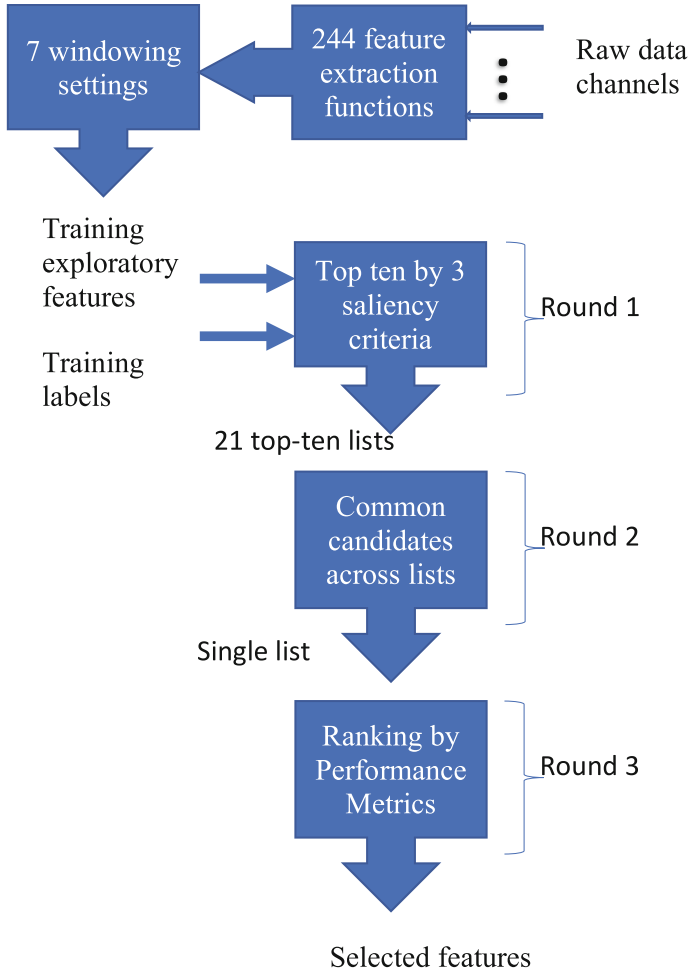 7 windowing
settings
244 feature
extraction
functions
Raw data
channels
Training
exploratory
features
Training
labels
Top ten by 3
saliency
criteria
Round 1
21 top-ten lists
Common
candidates
across lists
Round 2
Single list
Ranking by
Performance
Metrics
Round 3
Selected features